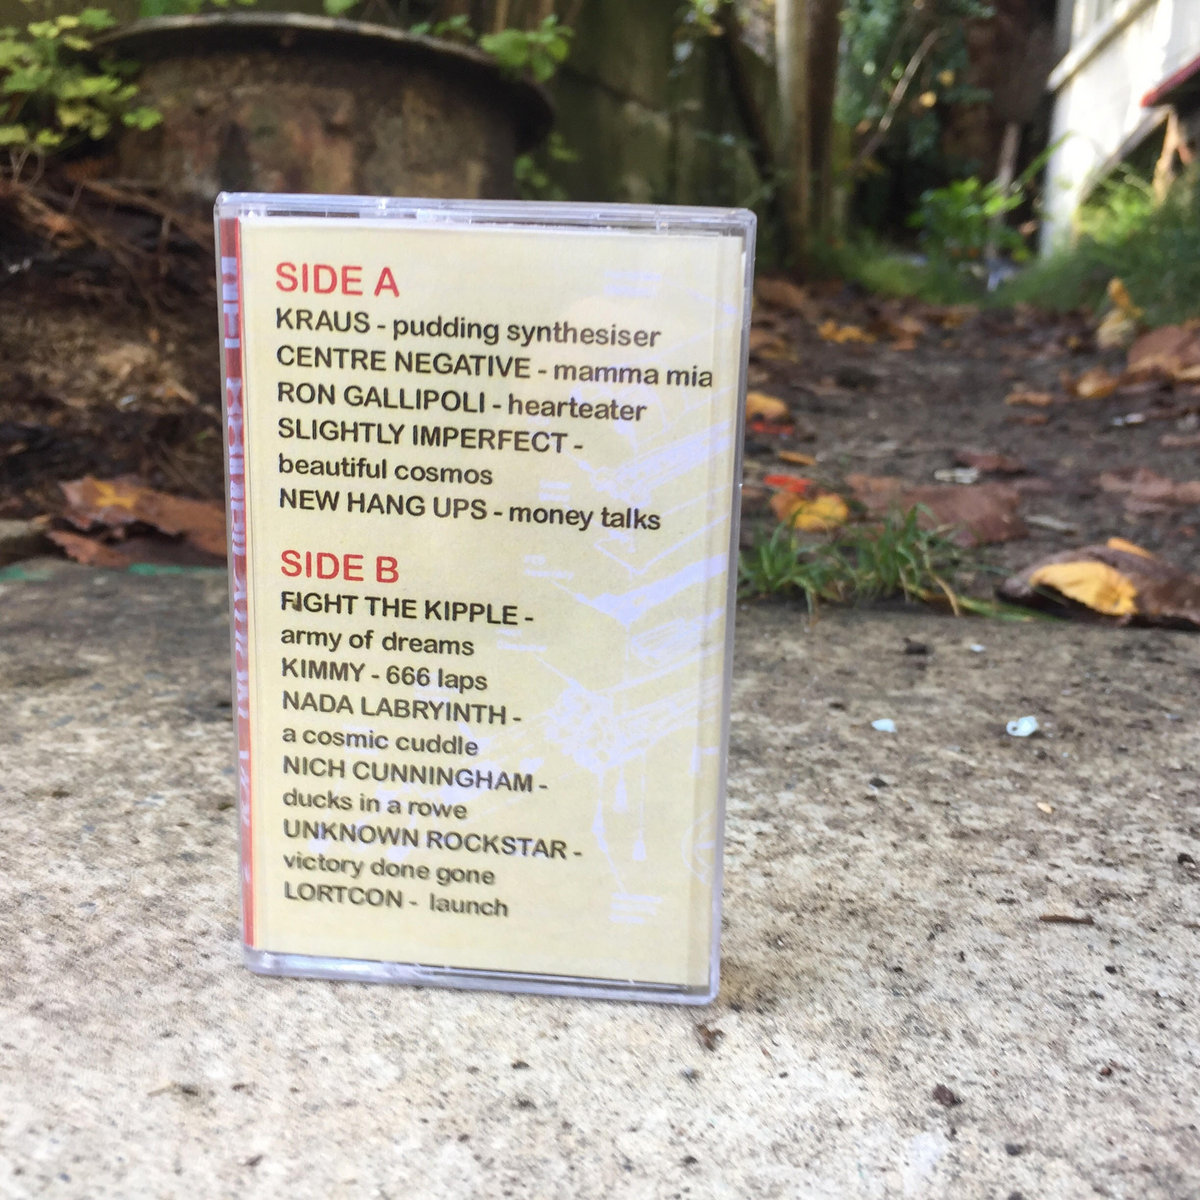 SIDE A
KRAUS - pudding synthesiser
CENTRE NEGATIVE - mamma mia
RON GALLIPOLI - hearteater
SLIGHTLY IMPERFECT -
beautiful cosmos
NEW HANG UPS - money talks
SIDE B
FIGHT THE KIPPLE -
army of dreams
KIMMY - 666 laps
NADA LABRYINTH -
a cosmic cuddle
NICH CUNNINGHAM -
ducks in a rowe
UNKNOWN ROCKSTAR -
victory done gone
LORTCON - launch